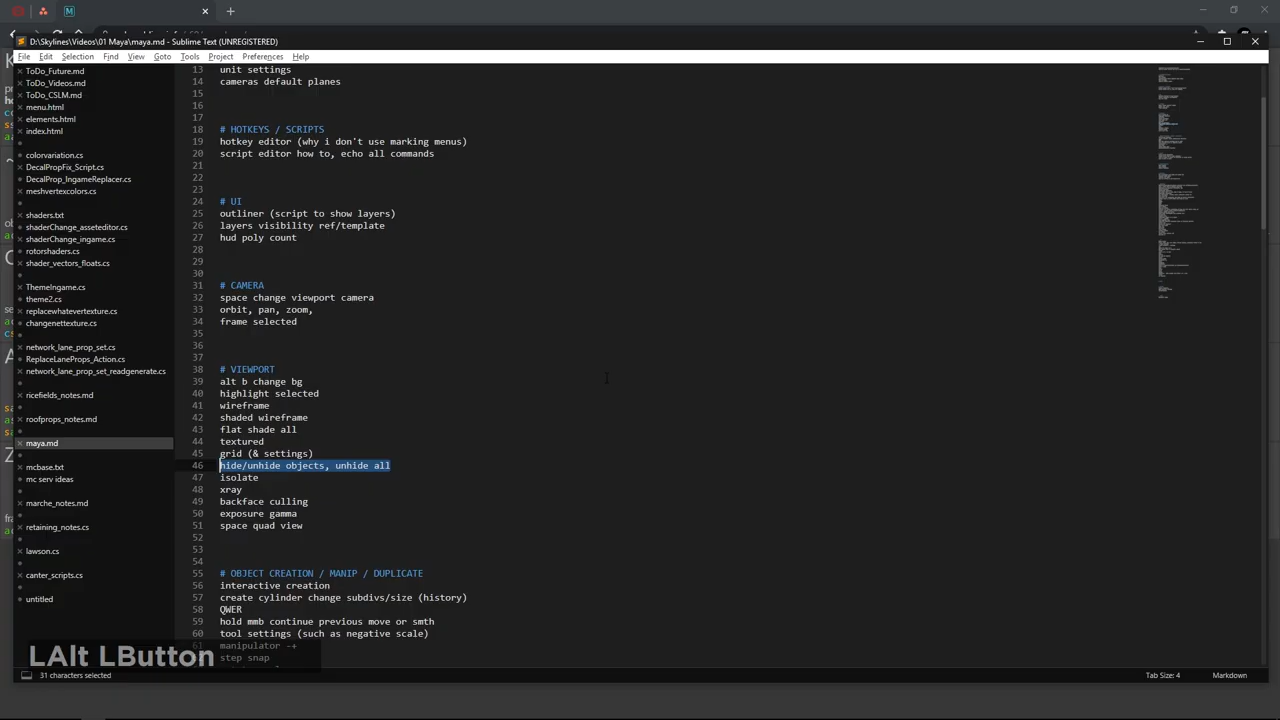 D:\Skylines\Videos\01 Maya\maya.md - Sublime Text (UNREGISTERED)
File Edit Selection Find View Goto Tools Project Preferences Help
ToDo_Future.md
ToDo_Videos.md
ToDo_CSLM.md
menu.html
elements.html
index.html
colorvariation.cs
DecalPropFix_Script.cs
DecalProp_IngameReplacer.cs
meshvertexcolors.cs
shaders.txt
shaderChange_asseteditor.cs
shaderChange_ingame.cs
rotorshaders.cs
shader_vectors_floats.cs
ThemeIngame.cs
theme2.cs
replacewhatevertexture.cs
changenettexture.cs
network_lane_prop_set.cs
ReplaceLaneProps_Action.cs
network_lane_prop_set_readgenerate.cs
ricefields_notes.md
roofprops_notes.md
maya.md
mcbase.txt
mc serv ideas
marche_notes.md
retaining_notes.cs
lawson.cs
canter_scripts.cs
untitled
13 unit settings
14 cameras default planes
15
16
17
18 # HOTKEYS / SCRIPTS
19 hotkey editor (why i don't use marking menus)
20 script editor how to, echo all commands
21
22
23
24 # UI
25 outliner (script to show layers)
26 layers visibility ref/template
27 hud poly count
28
29
30
31 # CAMERA
32 space change viewport camera
33 orbit, pan, zoom,
34 frame selected
35
36
37
38 # VIEWPORT
39 alt b change bg
40 highlight selected
41 wireframe
42 shaded wireframe
43 flat shade all
44 textured
45 grid (& settings)
46 hide/unhide objects, unhide all
47 isolate
48 xray
49 backface culling
50 exposure gamma
51 space quad view
52
53
54
55 # OBJECT CREATION / MANIP / DUPLICATE
56 interactive creation
57 create cylinder change subdivs/size (history)
58 QWER
59 hold mmb continue previous move or smth
60 tool settings (such as negative scale)
61 manipulator -+
step snap
LAlt LButton
31 characters selected
Tab Size: 4
Markdown